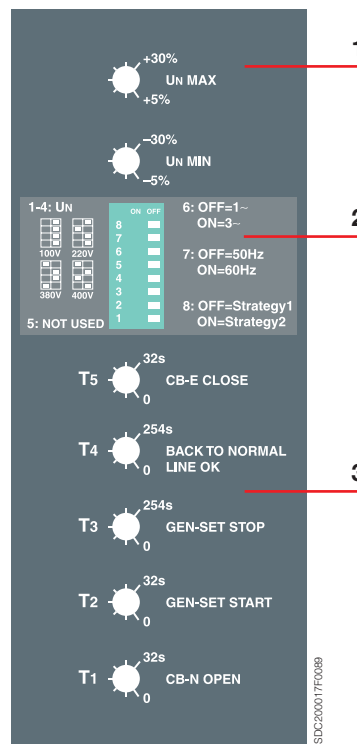 +30%
UN MAX
+5%
–30%
UN MIN
–5%
1
2
3
1-4: UN
100V 220V
380V 400V
5: NOT USED
ON OFF
8
7
6
5
4
3
2
1
6: OFF=1~
ON=3~
7: OFF=50Hz
ON=60Hz
8: OFF=Strategy1
ON=Strategy2
32s
T5 CB-E CLOSE
0
254s
T4 BACK TO NORMAL
0 LINE OK
254s
T3 GEN-SET STOP
0
32s
T2 GEN-SET START
0
32s
T1 CB-N OPEN
0
SDC200017F0089